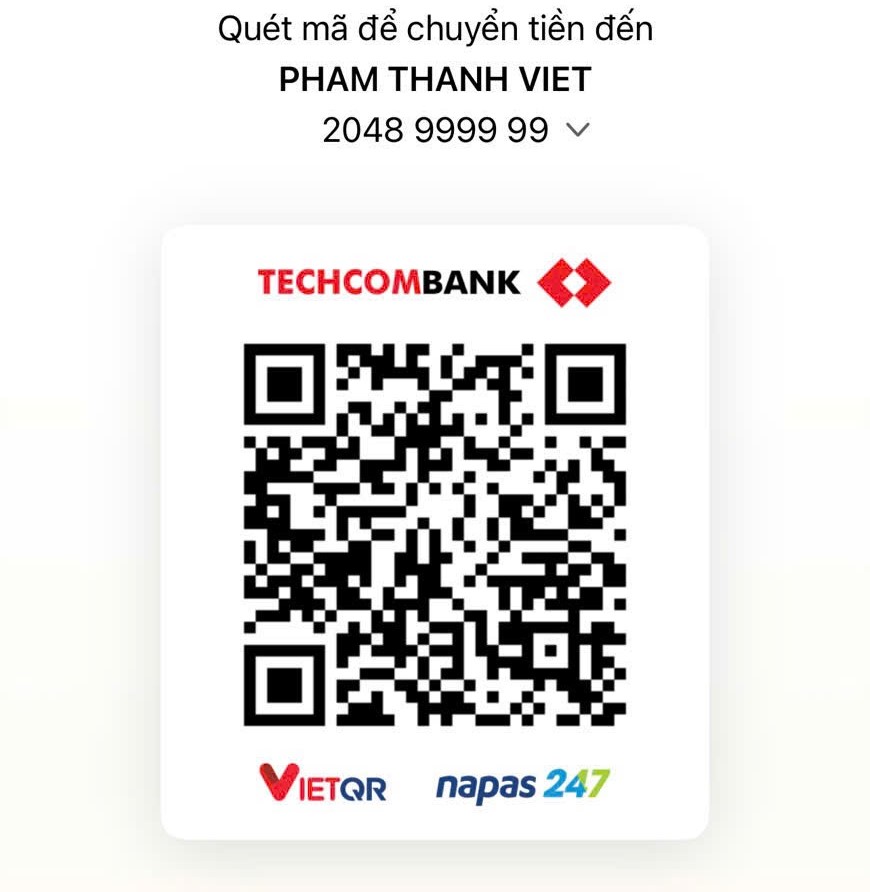 Quét mã để chuyển tiền đến
PHAM THANH VIET
2048 9999 99
TECHCOMBANK
VIETQR
napas 247